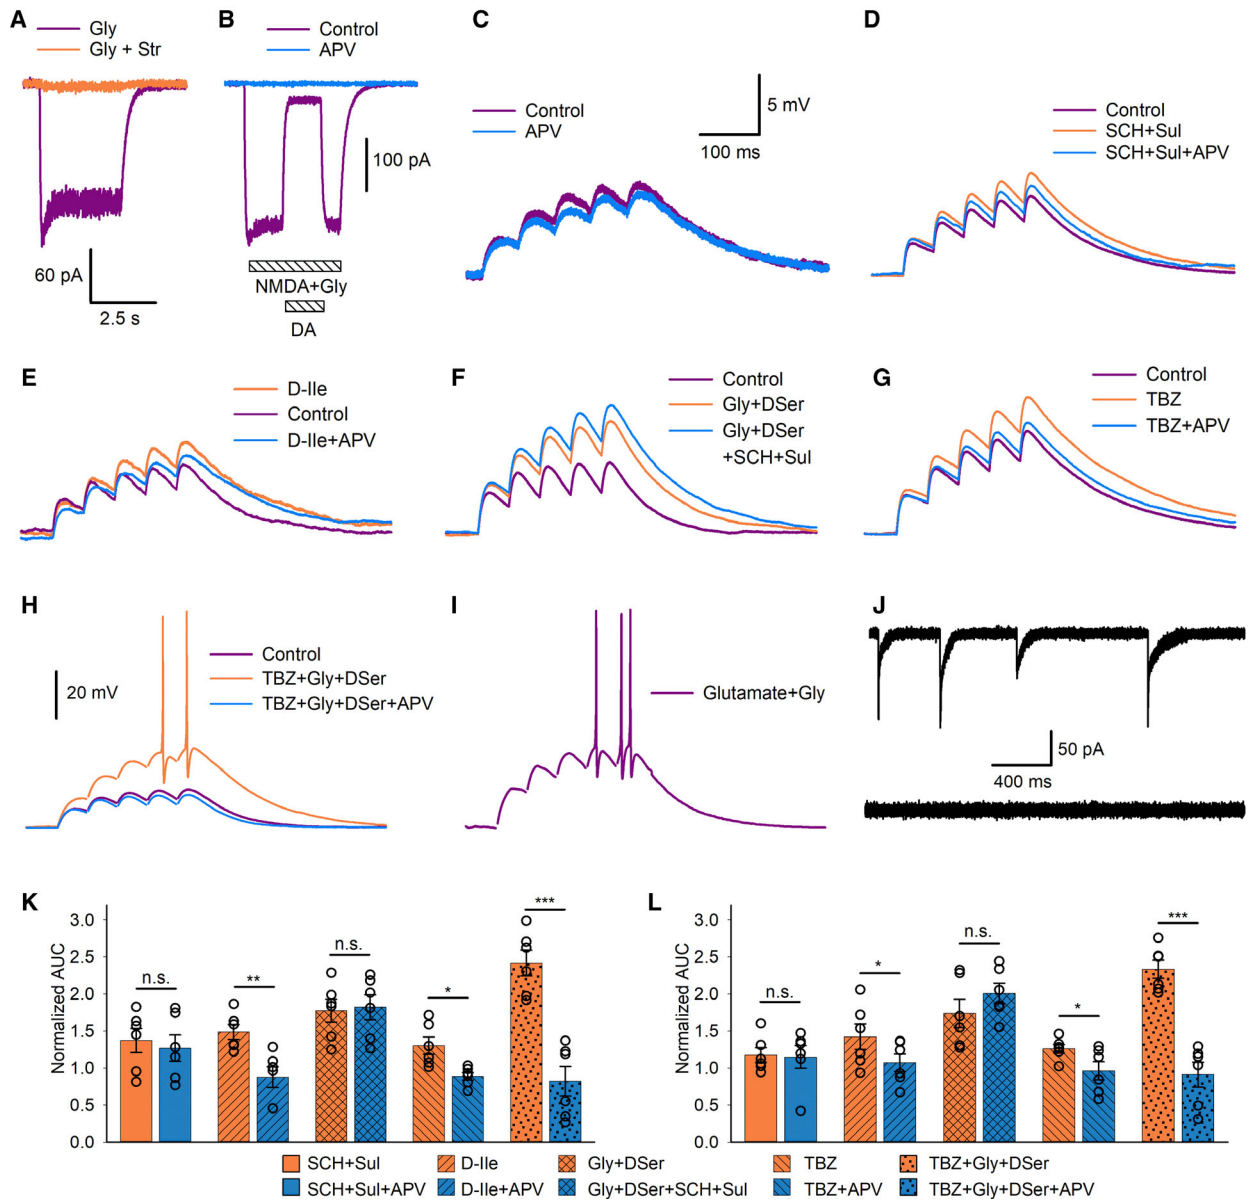 A
Gly
Gly + Str
60 pA
2.5 s
B
Control
APV
100 pA
NMDA+Gly
DA
C
Control
APV
5 mV
100 ms
D
Control
SCH+Sul
SCH+Sul+APV
E
D-Ile
Control
D-Ile+APV
F
Control
Gly+DSer
Gly+DSer
+SCH+Sul
G
Control
TBZ
TBZ+APV
H
20 mV
Control
TBZ+Gly+DSer
TBZ+Gly+DSer+APV
I
Glutamate+Gly
J
50 pA
400 ms
K
Normalized AUC
3.0
2.5
2.0
1.5
1.0
0.5
0.0
n.s.
**
n.s.
*
***
L
Normalized AUC
3.0
2.5
2.0
1.5
1.0
0.5
0.0
n.s.
*
n.s.
*
***
SCH+Sul
D-Ile
Gly+DSer
TBZ
TBZ+Gly+DSer
SCH+Sul+APV
D-Ile+APV
Gly+DSer+SCH+Sul
TBZ+APV
TBZ+Gly+DSer+APV